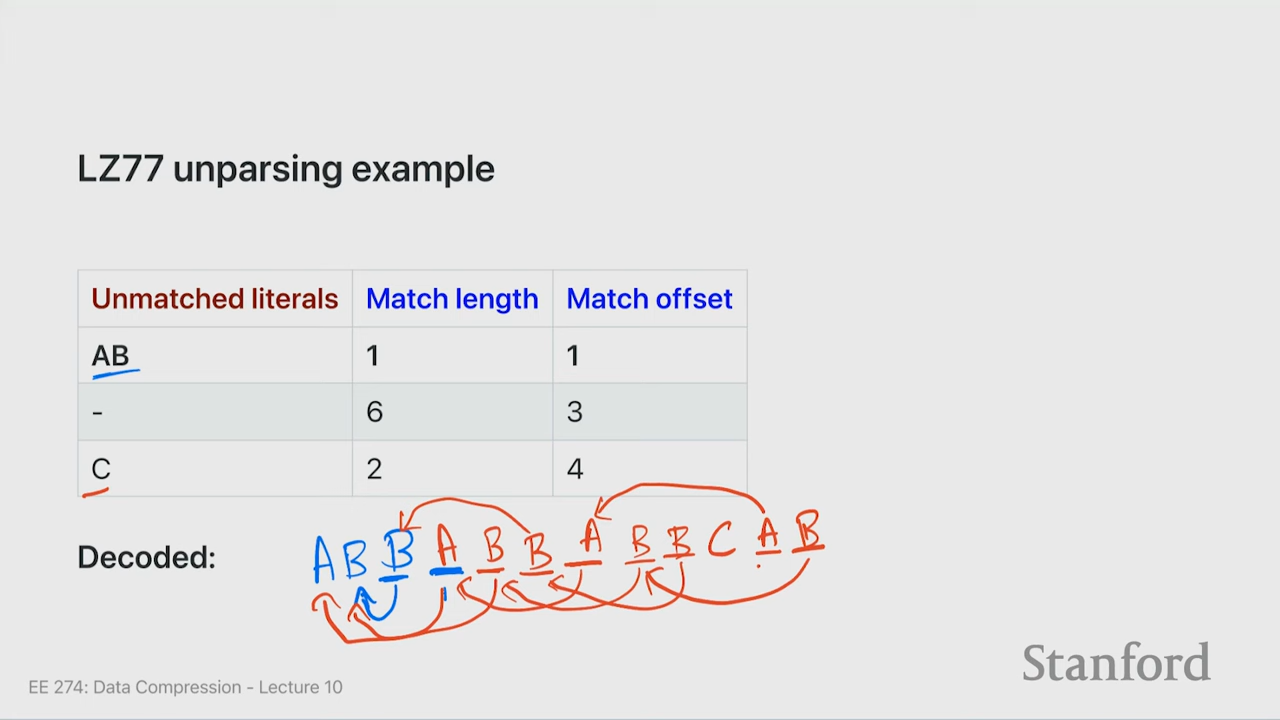 LZ77 unparsing example
Unmatched literals Match length Match offset
AB 1 1
- 6 3
C 2 4
Decoded: A B B A B B A B B C A B
Stanford
EE 274: Data Compression - Lecture 10